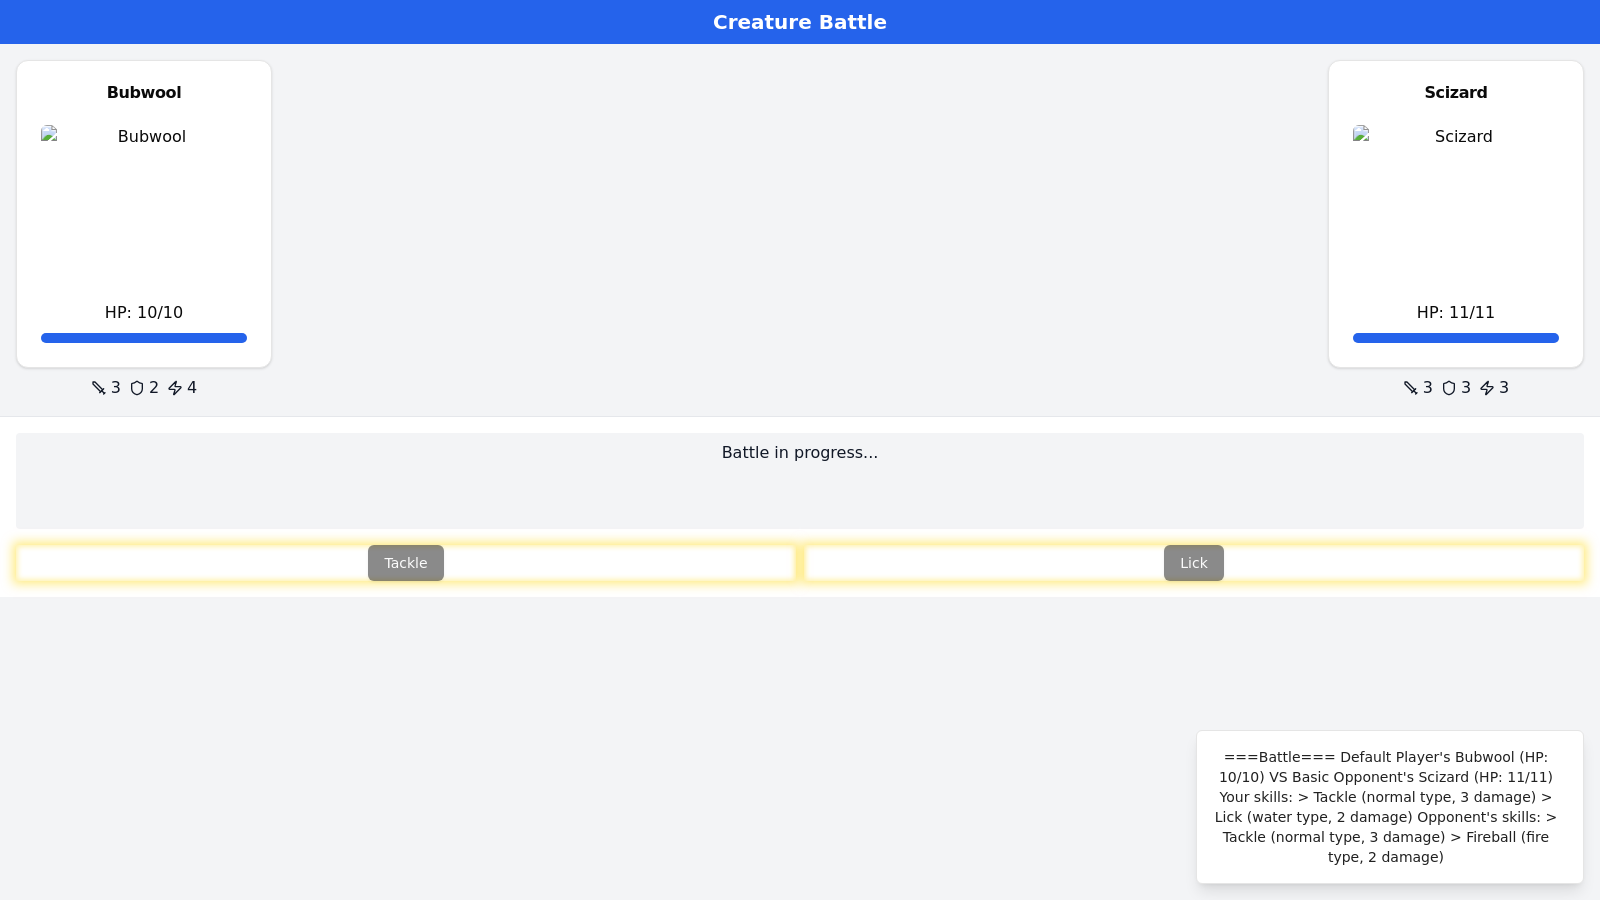 Creature Battle
Bubwool
Bubwool
HP: 10/10
3 2 4
Scizard
Scizard
HP: 11/11
3 3 3
Battle in progress...
Tackle
Lick
===Battle=== Default Player's Bubwool (HP:
10/10) VS Basic Opponent's Scizard (HP: 11/11)
Your skills: > Tackle (normal type, 3 damage) >
Lick (water type, 2 damage) Opponent's skills: >
Tackle (normal type, 3 damage) > Fireball (fire
type, 2 damage)